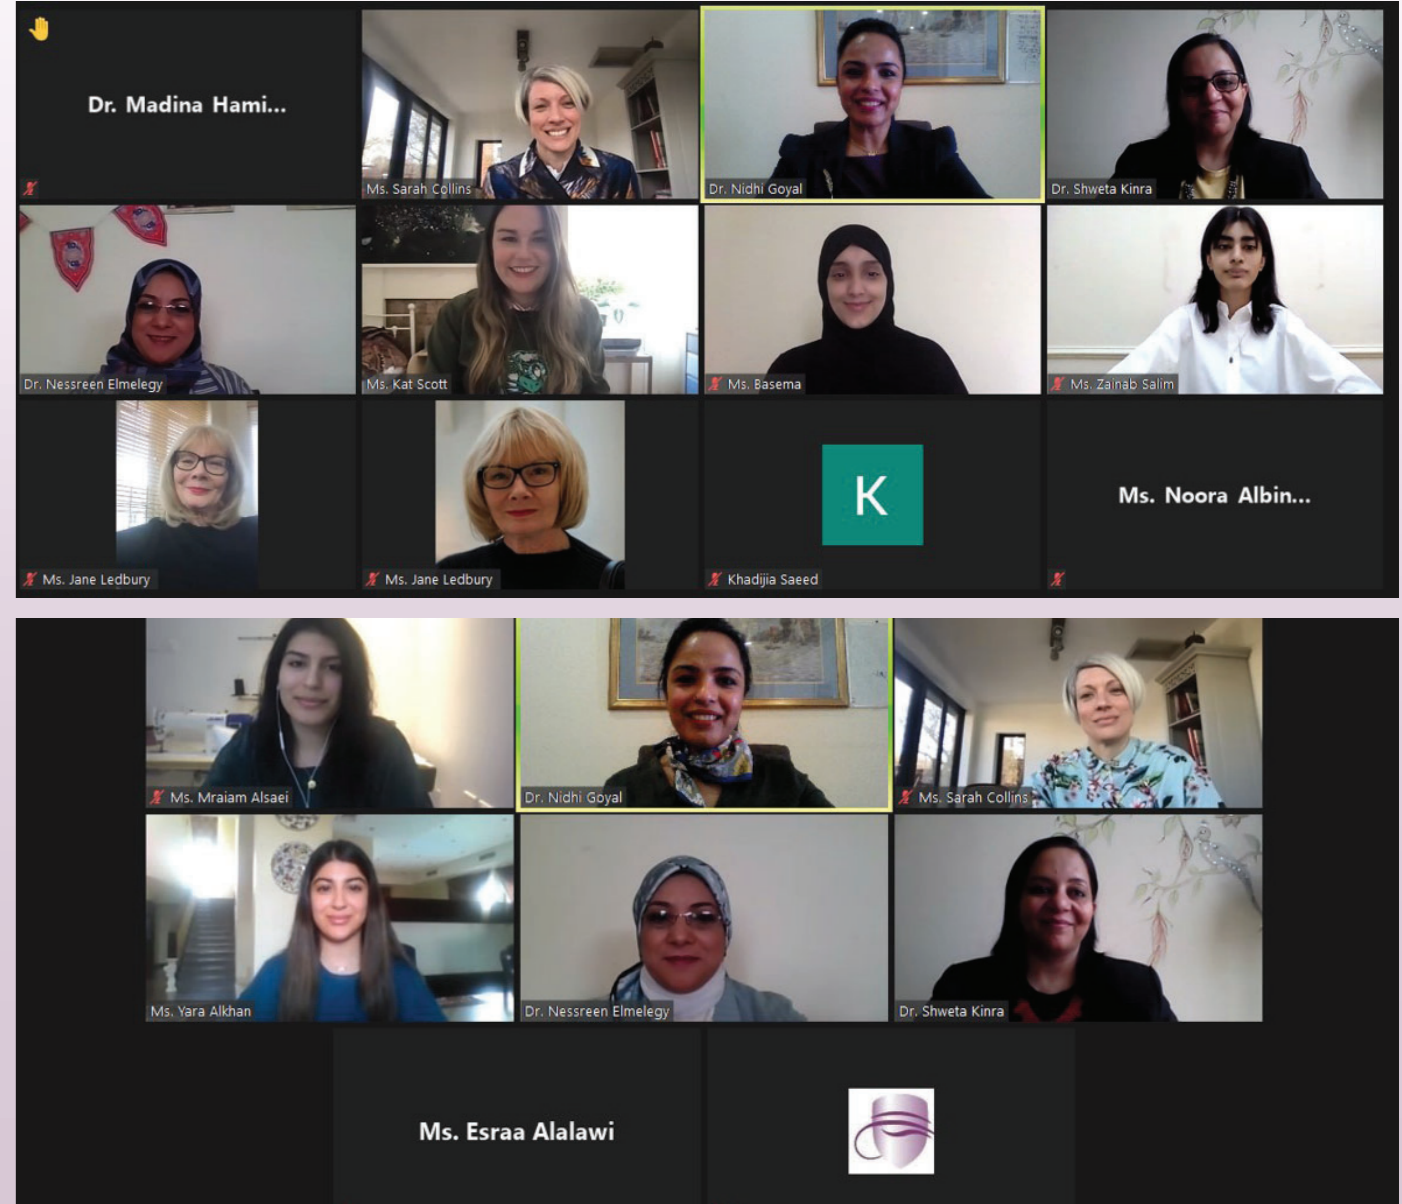 Dr. Madina Hami...
Ms. Sarah Collins
Dr. Nidhi Goyal
Dr. Shweta Kinra
Dr. Nessreen Elmelegy
Ms. Kat Scott
Ms. Basema
Ms. Zainab Salim
Ms. Jane Ledbury
Ms. Jane Ledbury
K
Khadijia Saeed
Ms. Noora Albin...
Ms. Mraiam Alsaei
Dr. Nidhi Goyal
Ms. Sarah Collins
Ms. Yara Alkhan
Dr. Nessreen Elmelegy
Dr. Shweta Kinra
Ms. Esraa Alalawi